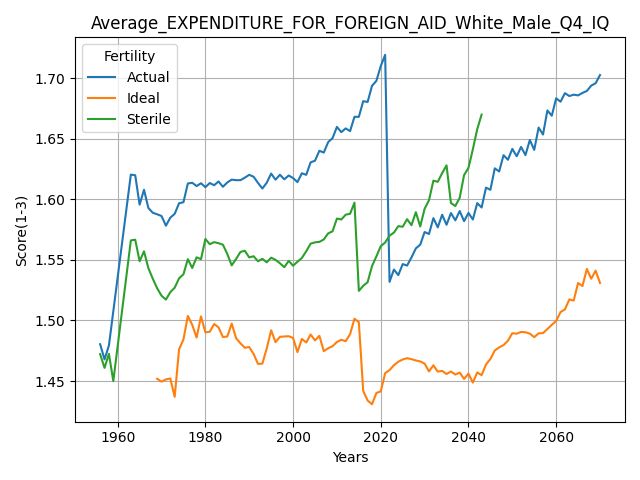 Average_EXPENDITURE_FOR_FOREIGN_AID_White_Male_Q4_IQ
Fertility
Actual
Ideal
Sterile
Score(1-3)
1.70
1.65
1.60
1.55
1.50
1.45
1960 1980 2000 2020 2040 2060
Years